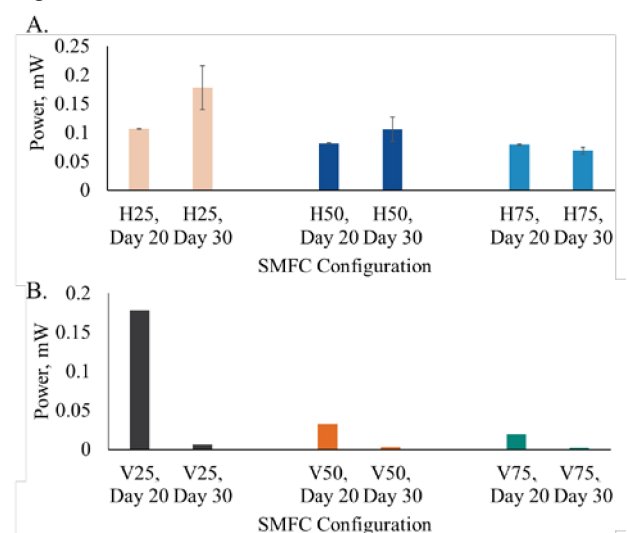 A.
0.25
0.2
0.15
0.1
0.05
0
Power, mW
H25, H25, H50, H50, H75, H75,
Day 20 Day 30 Day 20 Day 30 Day 20 Day 30
SMFC Configuration
B.
0.2
0.15
0.1
0.05
0
Power, mW
V25, V25, V50, V50, V75, V75,
Day 20 Day 30 Day 20 Day 30 Day 20 Day 30
SMFC Configuration